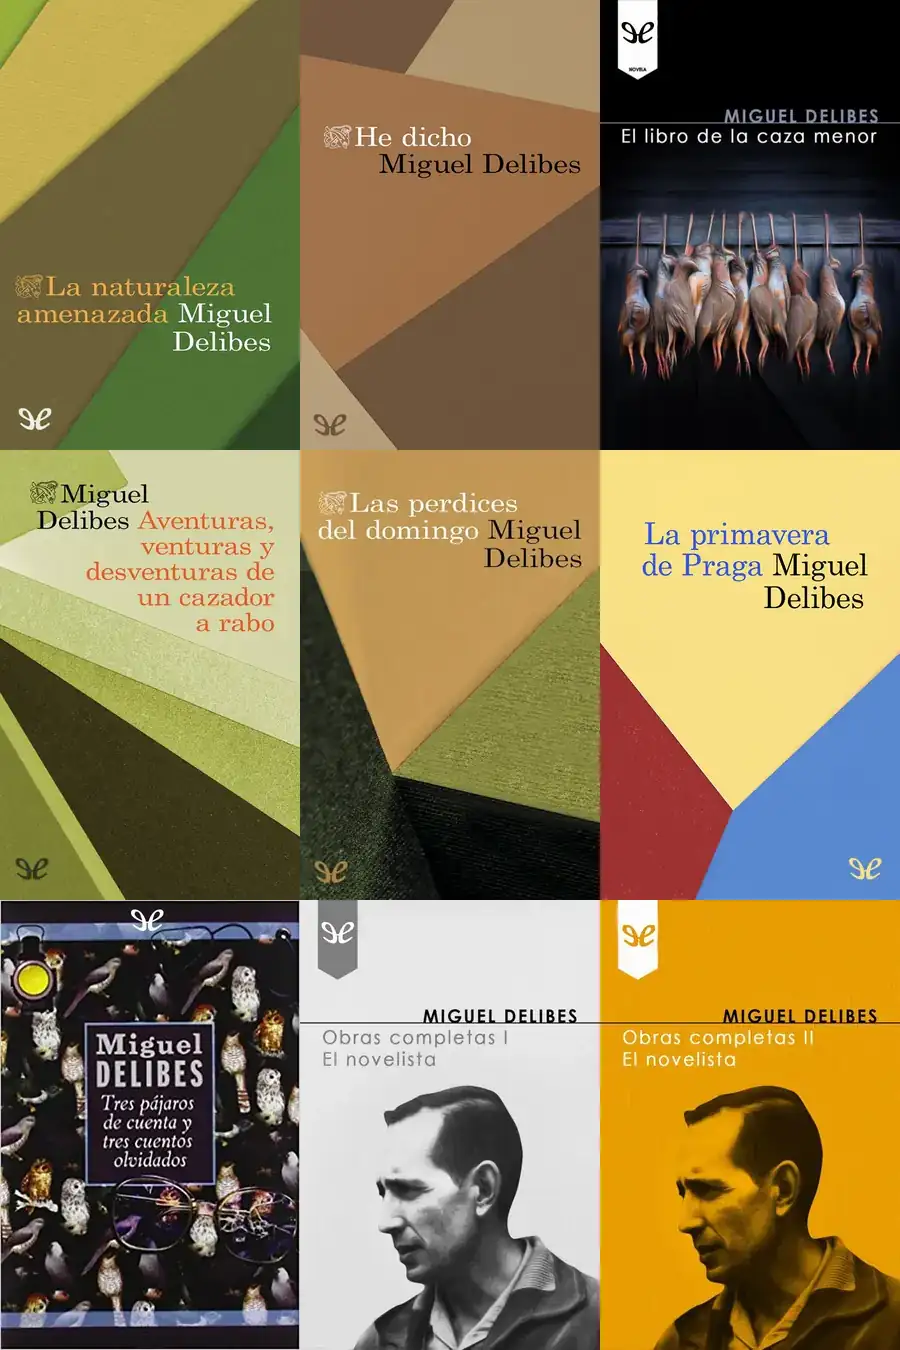 La naturaleza
amenazada Miguel
Delibes
He dicho
Miguel Delibes
NOVELA
MIGUEL DELIBES
El libro de la caza menor
Miguel
Delibes Aventuras,
venturas y
desventuras de
un cazador
a rabo
Las perdices
del domingo Miguel
Delibes
La primavera
de Praga Miguel
Delibes
Miguel
DELIBES
Tres pájaros
de cuenta y
tres cuentos
olvidados
MIGUEL DELIBES
Obras completas I
El novelista
MIGUEL DELIBES
Obras completas II
El novelista